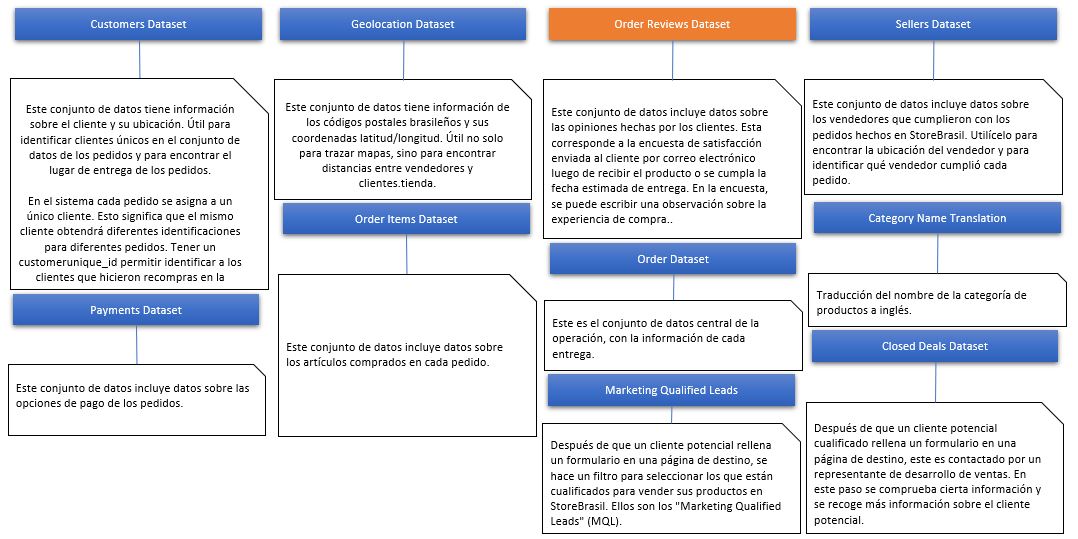 Customers Dataset
Este conjunto de datos tiene información
sobre el cliente y su ubicación. Útil para
identificar clientes únicos en el conjunto de
datos de los pedidos y para encontrar el
lugar de entrega de los pedidos.
En el sistema cada pedido se asigna a un
único cliente. Esto significa que el mismo
cliente obtendrá diferentes identificaciones
para diferentes pedidos. Tener un
customerunique_id permitir identificar a los
clientes que hicieron recompras en la
Payments Dataset
Este conjunto de datos incluye datos sobre las
opciones de pago de los pedidos.
Geolocation Dataset
Este conjunto de datos tiene información de
los códigos postales brasileños y sus
coordenadas latitud/longitud. Útil no solo
para trazar mapas, sino para encontrar
distancias entre vendedores y
clientes.tienda.
Order Items Dataset
Este conjunto de datos incluye datos sobre
los artículos comprados en cada pedido.
Order Reviews Dataset
Este conjunto de datos incluye datos sobre
las opiniones hechas por los clientes. Esta
corresponde a la encuesta de satisfacción
enviada al cliente por correo electrónico
luego de recibir el producto o se cumpla la
fecha estimada de entrega. En la encuesta,
se puede escribir una observación sobre la
experiencia de compra..
Order Dataset
Este es el conjunto de datos central de la
operación, con la información de cada
entrega.
Marketing Qualified Leads
Después de que un cliente potencial rellena
un formulario en una página de destino, se
hace un filtro para seleccionar los que están
cualificados para vender sus productos en
StoreBrasil. Ellos son los "Marketing Qualified
Leads" (MQL).
Sellers Dataset
Este conjunto de datos incluye datos sobre
los vendedores que cumplieron con los
pedidos hechos en StoreBrasil. Utilícelo para
encontrar la ubicación del vendedor y para
identificar qué vendedor cumplió cada
pedido.
Category Name Translation
Traducción del nombre de la categoría de
productos a inglés.
Closed Deals Dataset
Después de que un cliente potencial
cualificado rellena un formulario en una
página de destino, este es contactado por un
representante de desarrollo de ventas. En
este paso se comprueba cierta información y
se recoge más información sobre el cliente
potencial.